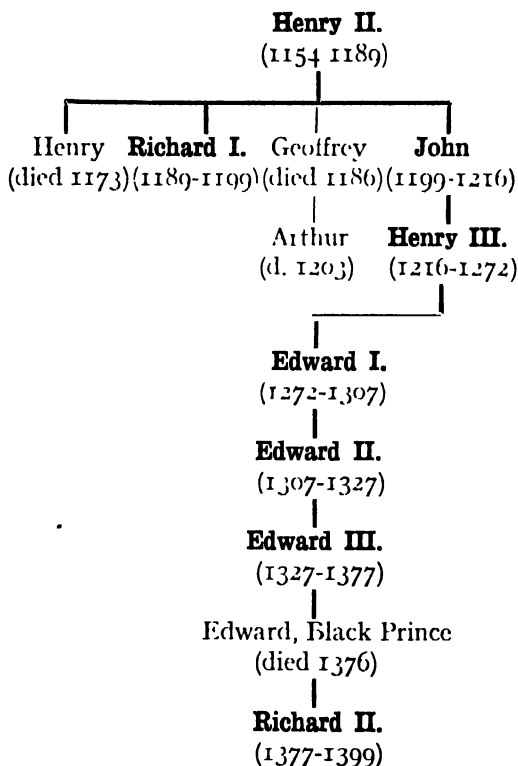 Henry II.
(1154 1189)
Henry Richard I. Geoffrey John
(died 1173) (1189-1199) (died 1186) (1199-1216)
Arthur Henry III.
(d. 1203) (1216-1272)
Edward I.
(1272-1307)
Edward II.
(1307-1327)
Edward III.
(1327-1377)
Edward, Black Prince
(died 1376)
Richard II.
(1377-1399)